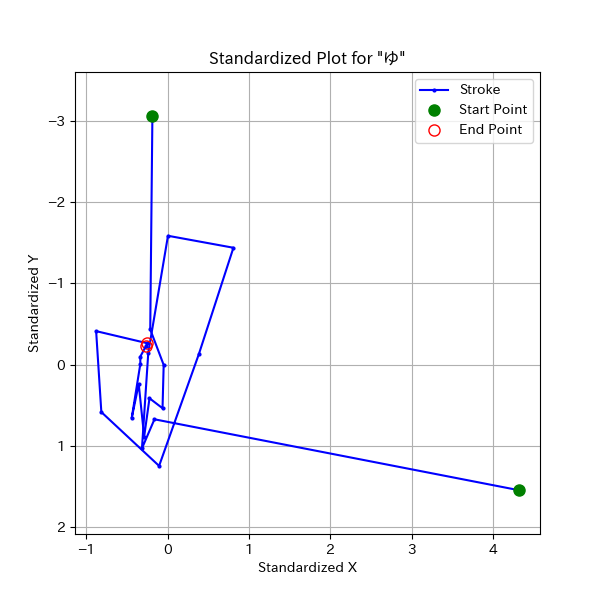 Standardized Plot for "ゆ"
Stroke
Start Point
End Point
Standardized Y
−3
−2
−1
0
1
2
−1 0 1 2 3 4
Standardized X